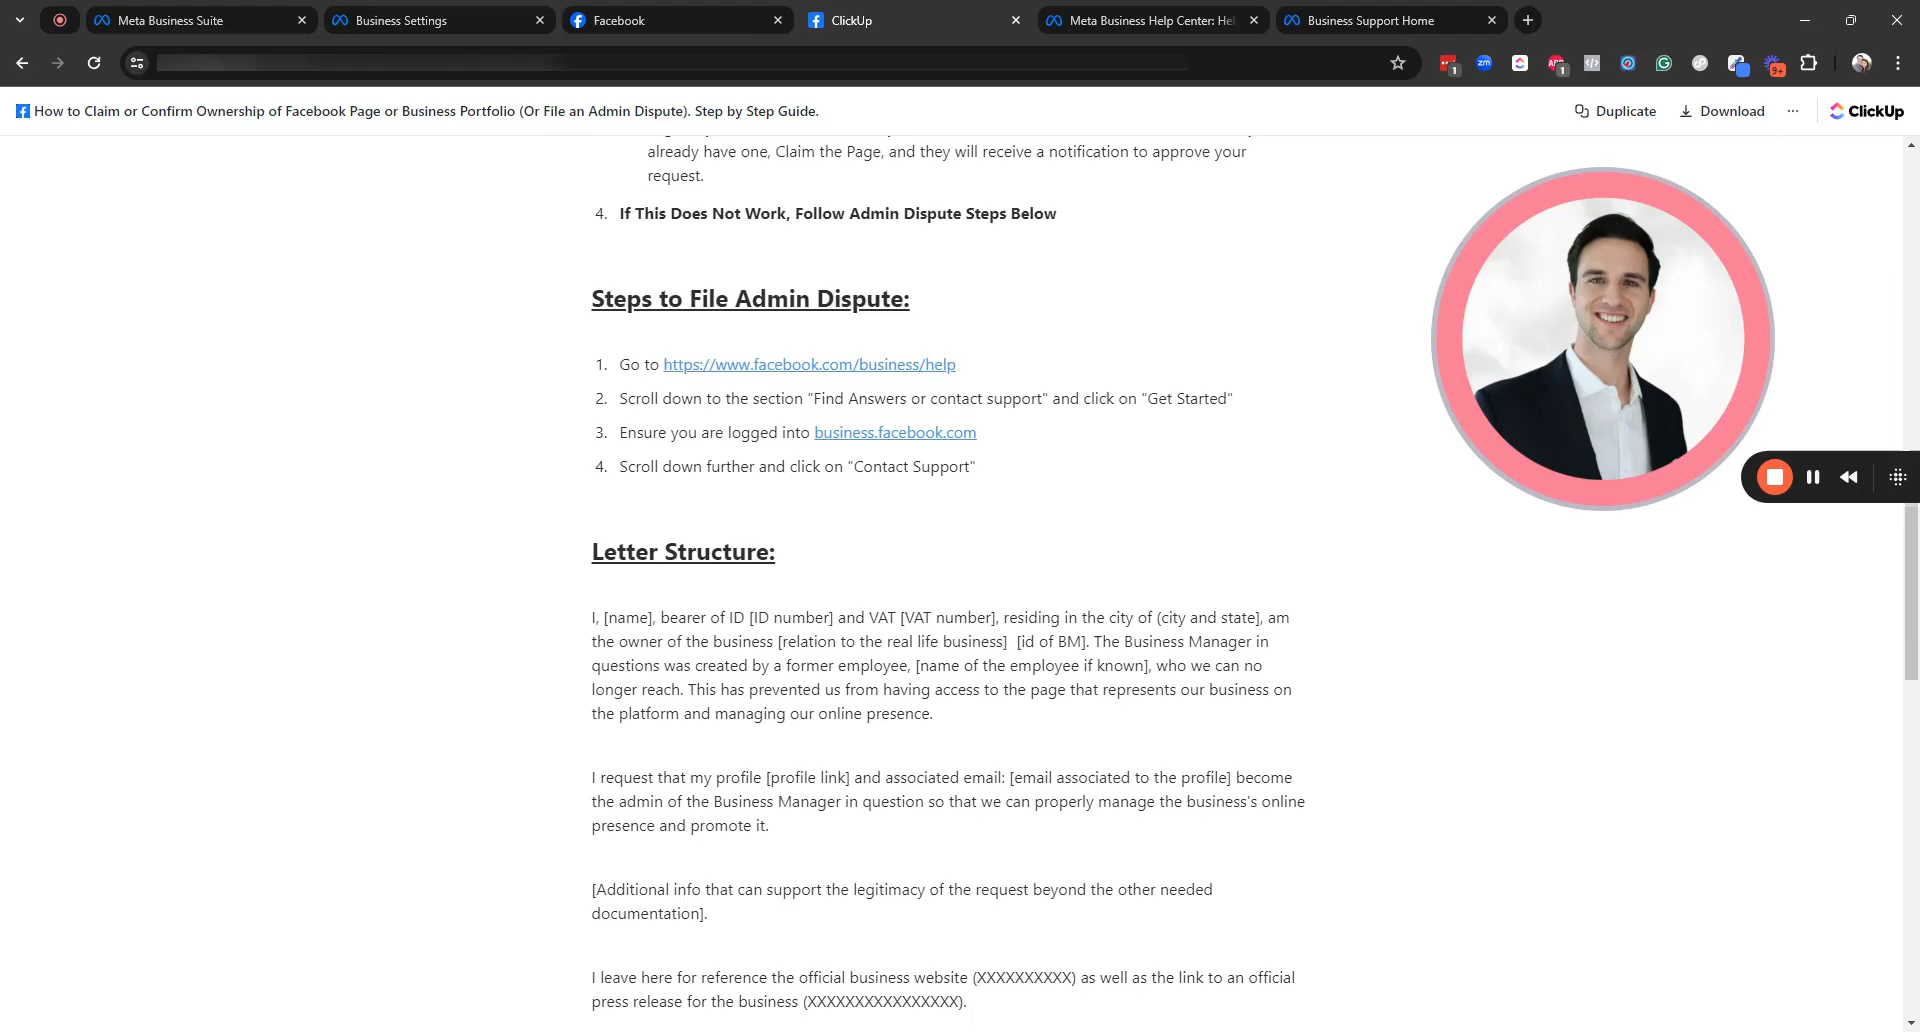 Meta Business Suite
Business Settings
Facebook
ClickUp
Meta Business Help Center: Hel
Business Support Home
1
zm
1
9+
How to Claim or Confirm Ownership of Facebook Page or Business Portfolio (Or File an Admin Dispute). Step by Step Guide.
Duplicate
Download
ClickUp
already have one, Claim the Page, and they will receive a notification to approve your
request.
4. If This Does Not Work, Follow Admin Dispute Steps Below
Steps to File Admin Dispute:
1. Go to https://www.facebook.com/business/help
2. Scroll down to the section "Find Answers or contact support" and click on "Get Started"
3. Ensure you are logged into business.facebook.com
4. Scroll down further and click on "Contact Support"
Letter Structure:
I, [name], bearer of ID [ID number] and VAT [VAT number], residing in the city of (city and state], am
the owner of the business [relation to the real life business] [id of BM]. The Business Manager in
questions was created by a former employee, [name of the employee if known], who we can no
longer reach. This has prevented us from having access to the page that represents our business on
the platform and managing our online presence.
I request that my profile [profile link] and associated email: [email associated to the profile] become
the admin of the Business Manager in question so that we can properly manage the business's online
presence and promote it.
[Additional info that can support the legitimacy of the request beyond the other needed
documentation].
I leave here for reference the official business website (XXXXXXXXXX) as well as the link to an official
press release for the business (XXXXXXXXXXXXXXXX).